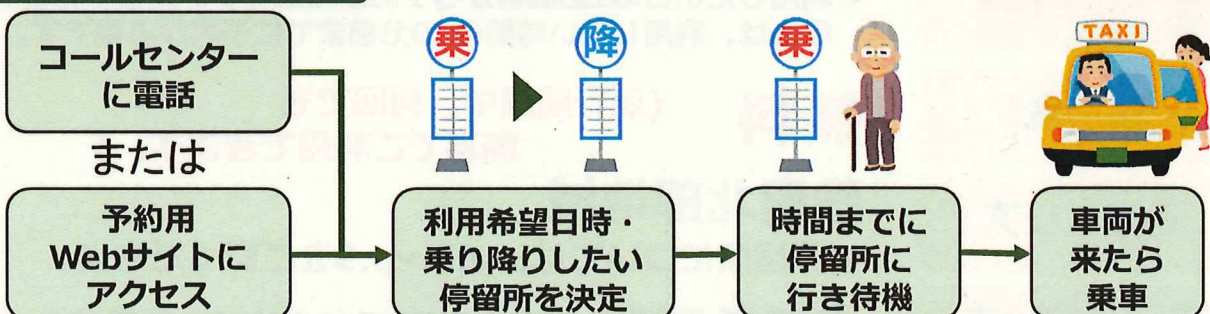 コールセンター
に電話
または
予約用
Webサイトに
アクセス
乗
降
利用希望日時・
乗り降りしたい
停留所を決定
乗
時間までに
停留所に
行き待機
TAXI
車両が
来たら
乗車